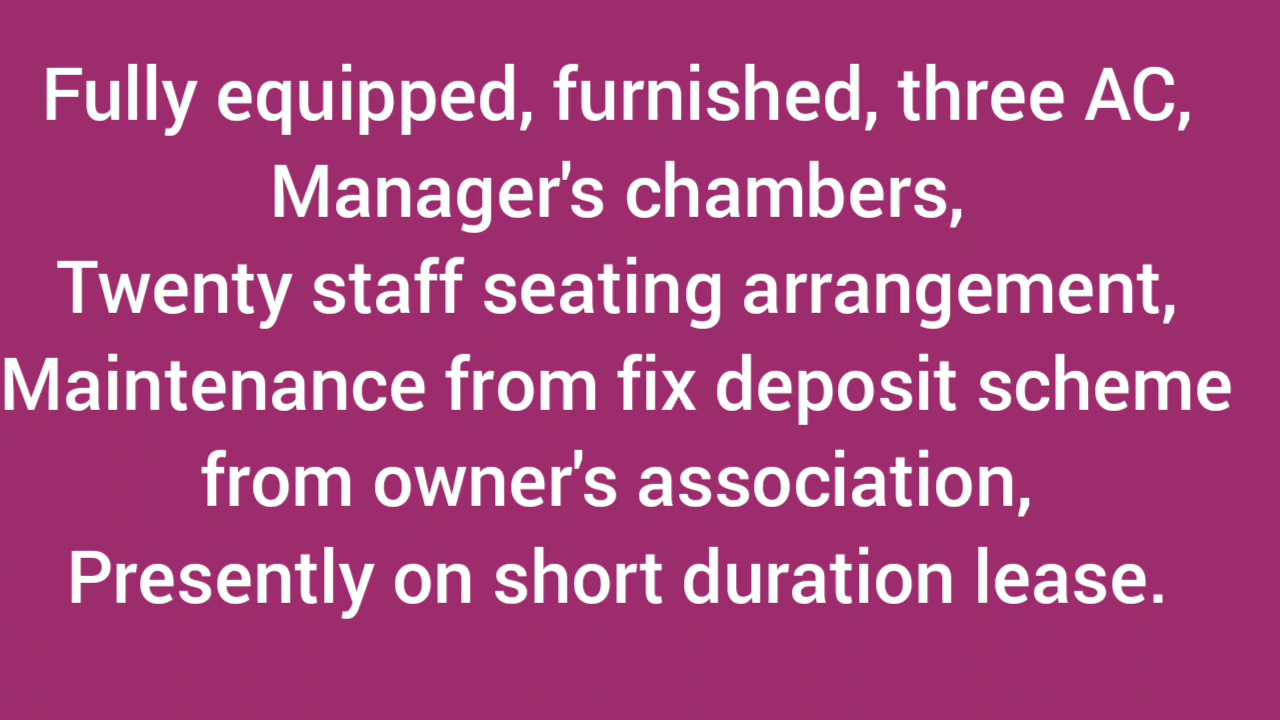 Fully equipped, furnished, three AC,
Manager's chambers,
Twenty staff seating arrangement,
Maintenance from fix deposit scheme
from owner's association,
Presently on short duration lease.